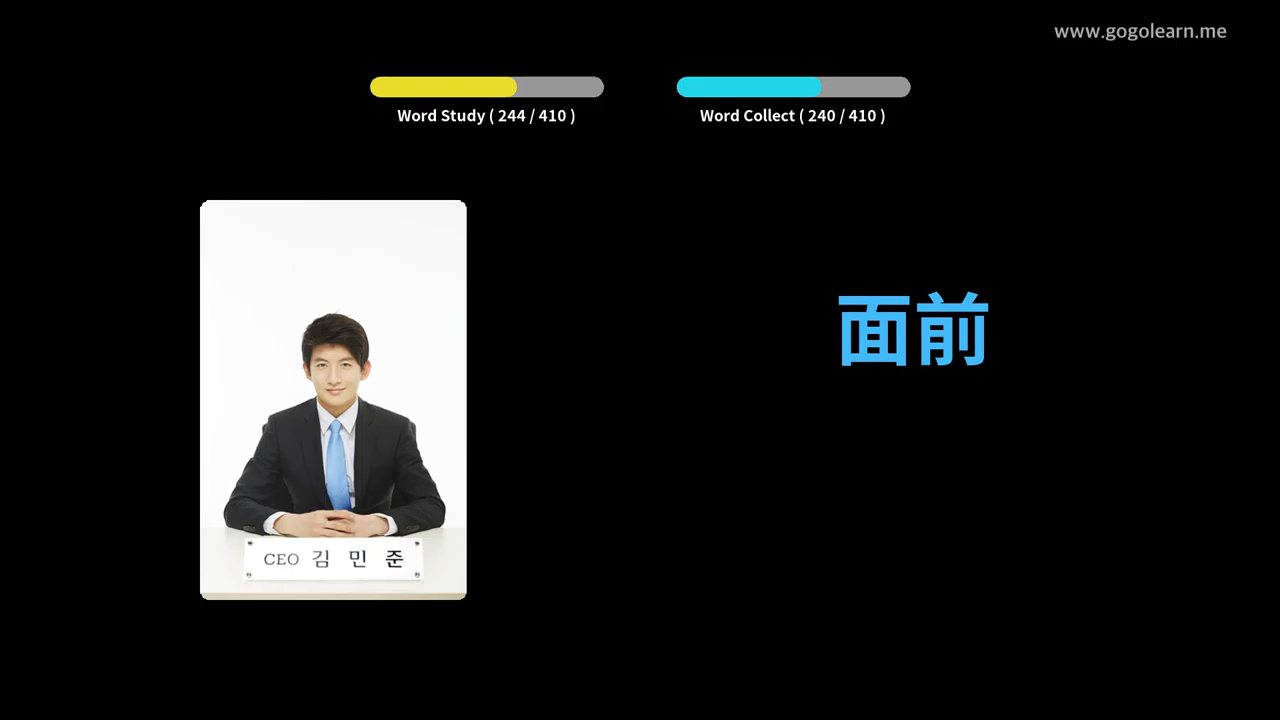 www.gogolearn.me
Word Study ( 244 / 410 )
Word Collect ( 240 / 410 )
面前
CEO 김 민 준